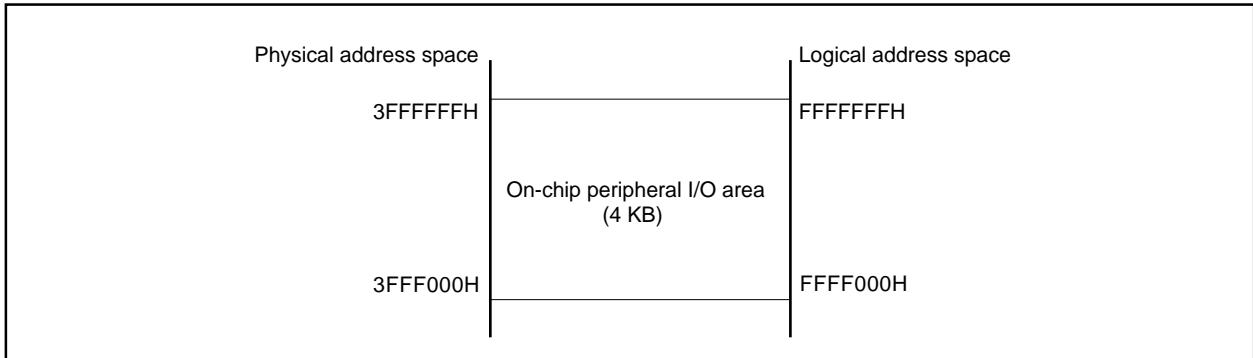 Physical address space
Logical address space
3FFFFFFH
FFFFFFFH
On-chip peripheral I/O area
(4 KB)
3FFF000H
FFFF000H